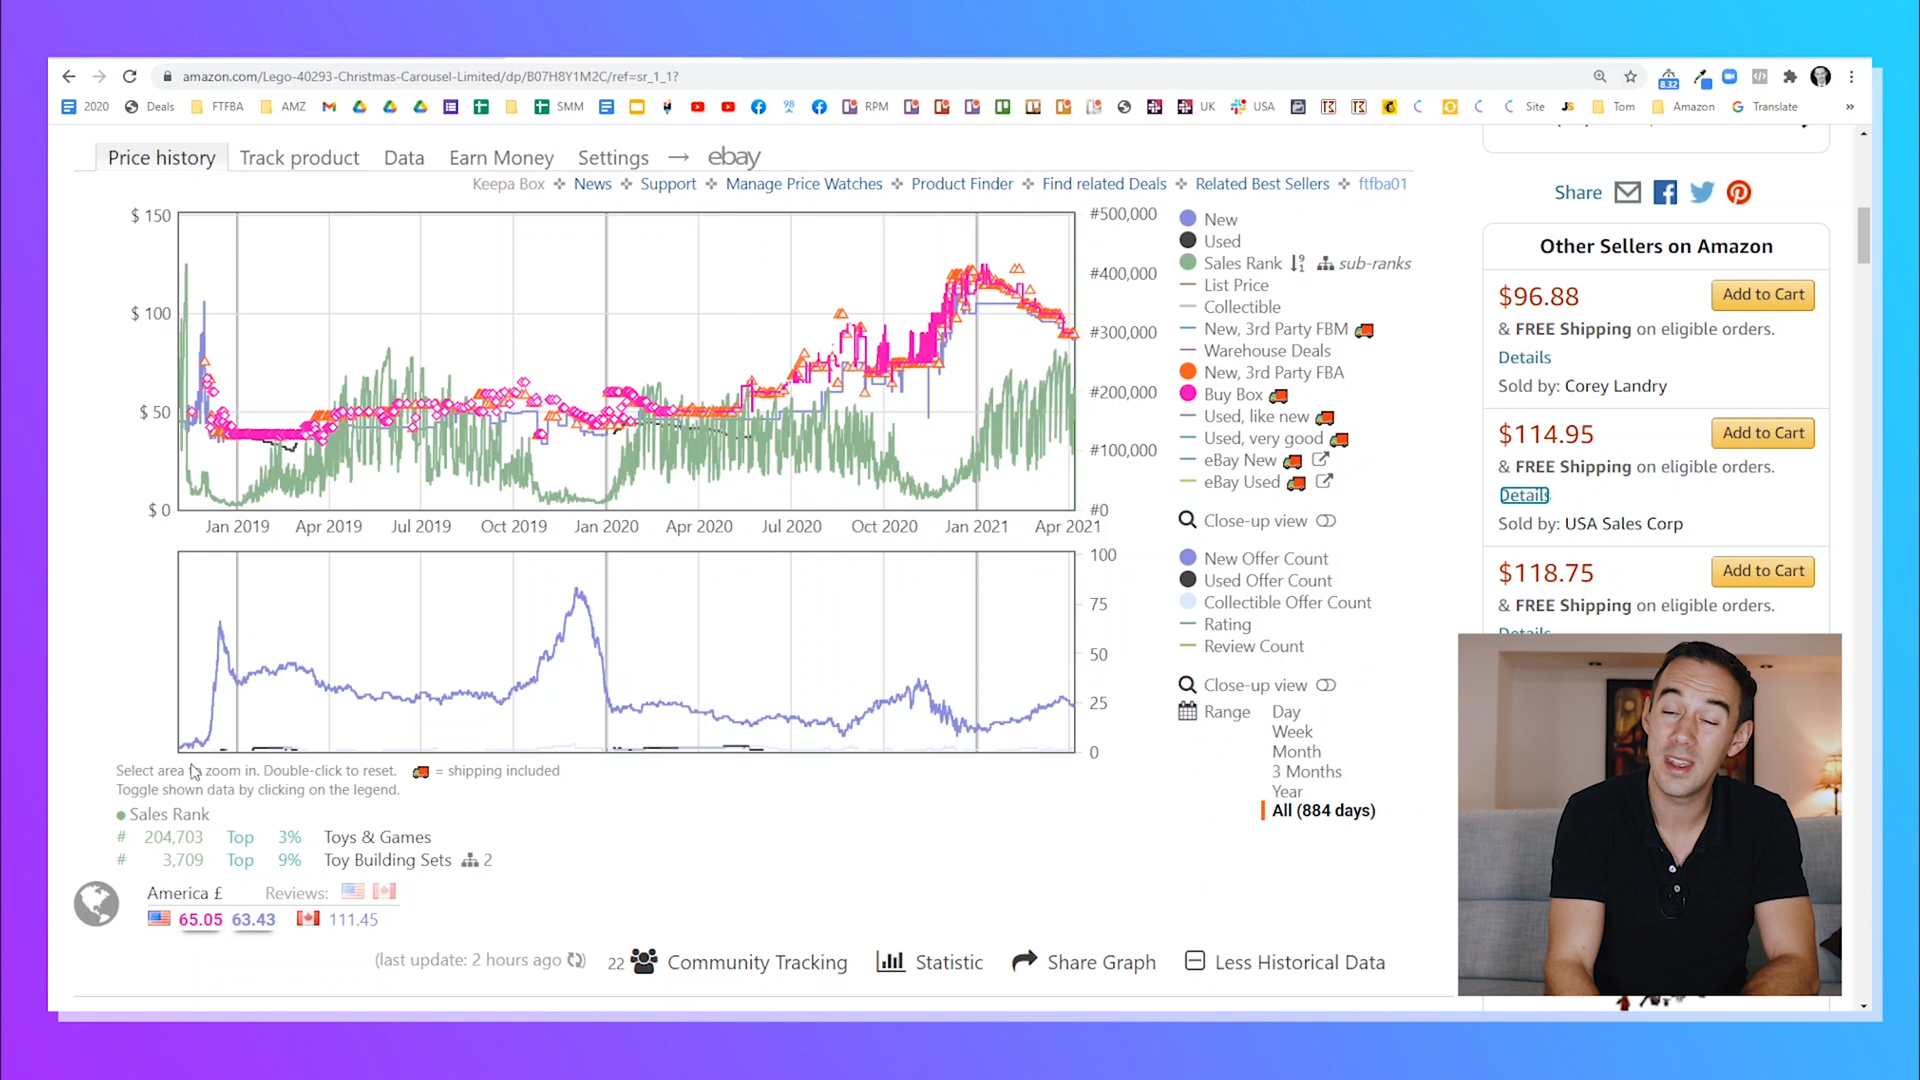 amazon.com/Lego-40293-Christmas-Carousel-Limited/dp/B07H8Y1M2C/ref=sr_1_1?
8.32
2020 Deals FTFBA AMZ SMM 98 RPM UK USA Site JS Tom Amazon Translate »
Price history Track product Data Earn Money Settings → ebay
Keepa Box News Support Manage Price Watches Product Finder Find related Deals Related Best Sellers ftfba01
$ 150
$ 100
$ 50
$ 0
#500,000
#400,000
#300,000
#200,000
#100,000
#0
Jan 2019 Apr 2019 Jul 2019 Oct 2019 Jan 2020 Apr 2020 Jul 2020 Oct 2020 Jan 2021 Apr 2021
New
Used
Sales Rank sub-ranks
List Price
Collectible
New, 3rd Party FBM
Warehouse Deals
New, 3rd Party FBA
Buy Box
Used, like new
Used, very good
eBay New
eBay Used
Close-up view
100
75
50
25
0
New Offer Count
Used Offer Count
Collectible Offer Count
Rating
Review Count
Close-up view
Range Day
Week
Month
3 Months
Year
All (884 days)
Select area to zoom in. Double-click to reset. = shipping included
Toggle shown data by clicking on the legend.
Sales Rank
# 204,703 Top 3% Toys & Games
# 3,709 Top 9% Toy Building Sets 2
America £ Reviews:
65.05 63.43 111.45
(last update: 2 hours ago) 22 Community Tracking Statistic Share Graph Less Historical Data
Share
Other Sellers on Amazon
$96.88 Add to Cart
& FREE Shipping on eligible orders.
Details
Sold by: Corey Landry
$114.95 Add to Cart
& FREE Shipping on eligible orders.
Details
Sold by: USA Sales Corp
$118.75 Add to Cart
& FREE Shipping on eligible orders.
Details